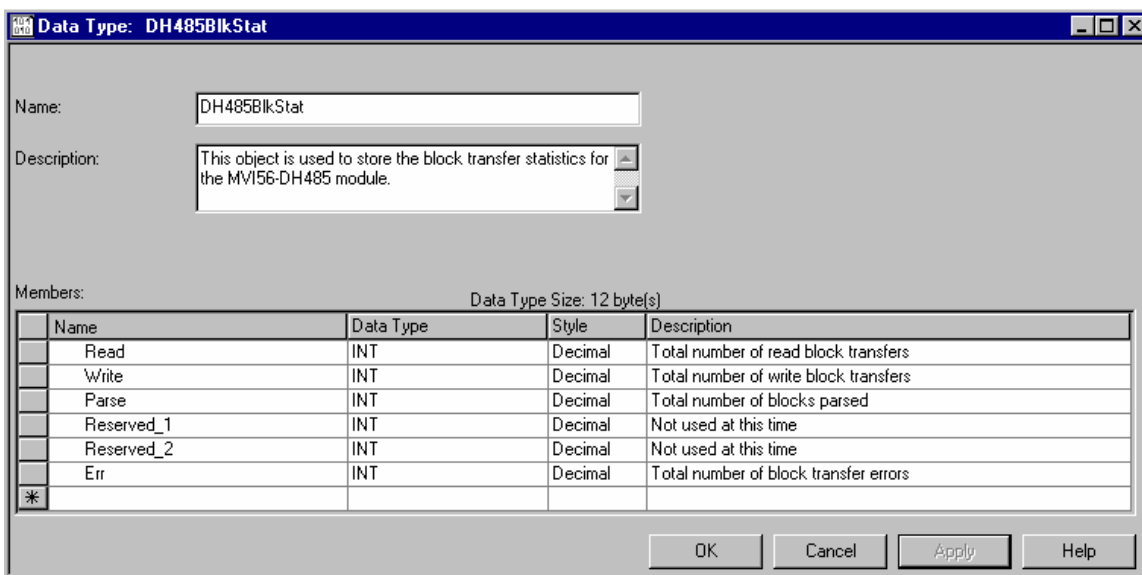 Data Type: DH485BlkStat
Name:
DH485BlkStat
Description:
This object is used to store the block transfer statistics for
the MVI56-DH485 module.
Members:
Data Type Size: 12 byte(s)
Name Data Type Style Description
Read INT Decimal Total number of read block transfers
Write INT Decimal Total number of write block transfers
Parse INT Decimal Total number of blocks parsed
Reserved_1 INT Decimal Not used at this time
Reserved_2 INT Decimal Not used at this time
Err INT Decimal Total number of block transfer errors
OK Cancel Apply Help